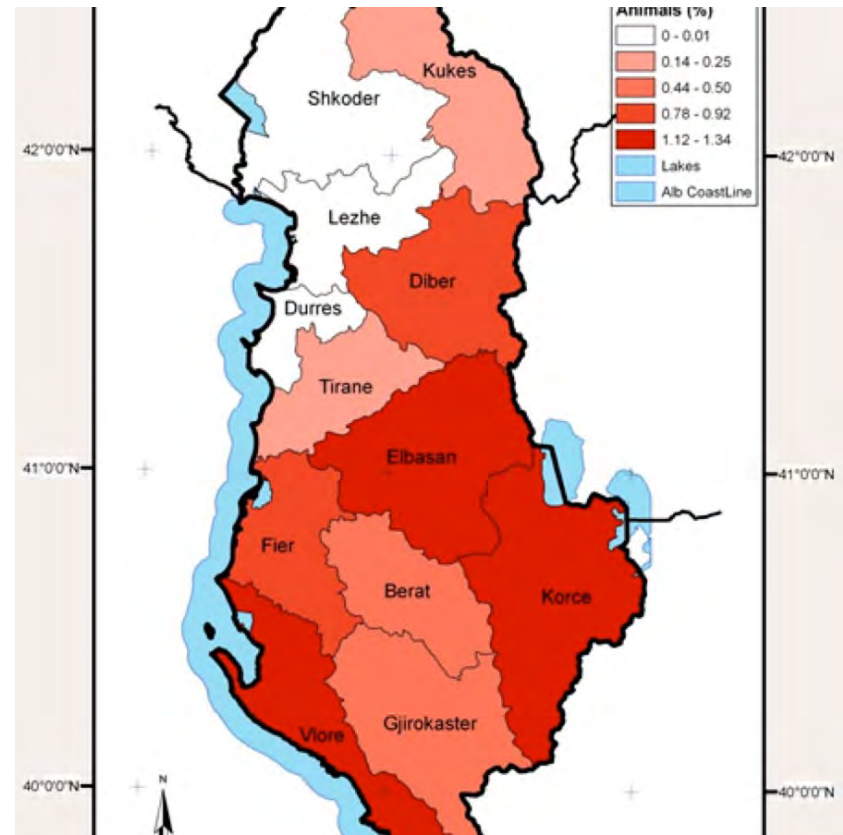 Animals (%)
0 - 0.01
0.14 - 0.25
0.44 - 0.50
0.78 - 0.92
1.12 - 1.34
Lakes
Alb CoastLine
Kukes
Shkoder
42°0'0"N
42°0'0"N
Lezhe
Diber
Durres
Tirane
Elbasan
41°0'0"N
41°0'0"N
Fier
Berat
Korce
Gjirokaster
Vlore
N
40°0'0"N
40°0'0"N